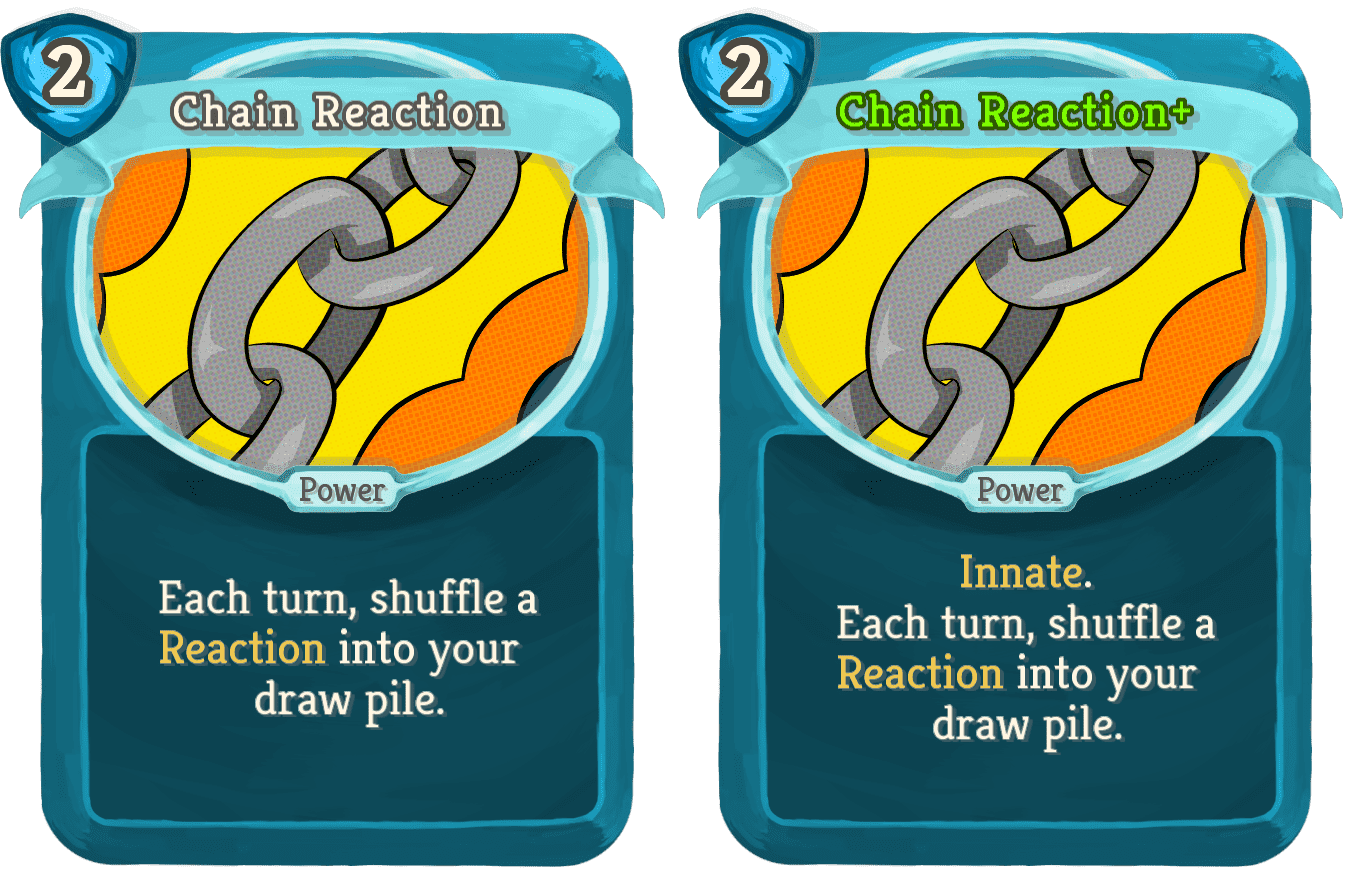 2
Chain Reaction
Power
Each turn, shuffle a
Reaction into your
draw pile.
2
Chain Reaction+
Power
Innate.
Each turn, shuffle a
Reaction into your
draw pile.